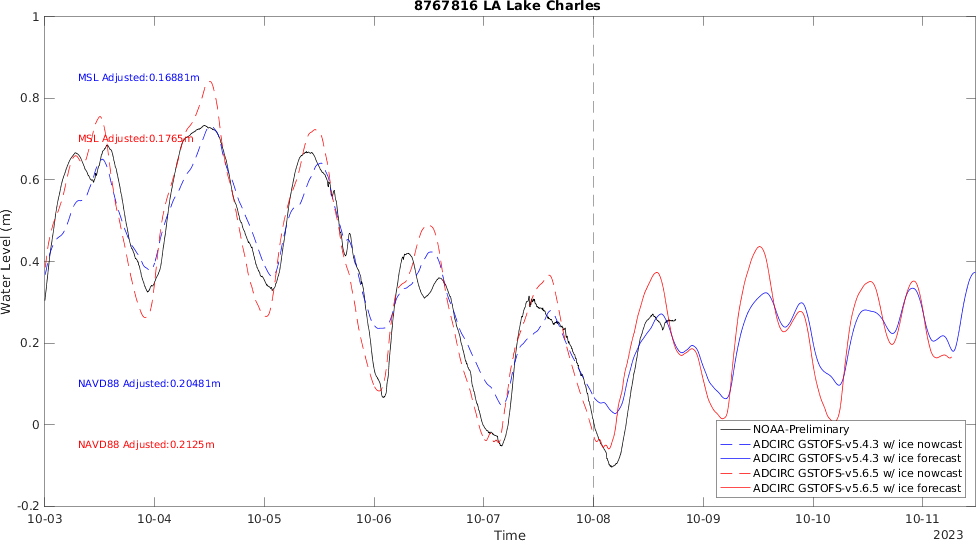 8767816 LA Lake Charles
1
0.8
0.6
0.4
0.2
0
-0.2
Water Level (m)
MSL Adjusted:0.16881m
MSL Adjusted:0.1765m
NAVD88 Adjusted:0.20481m
NAVD88 Adjusted:0.2125m
NOAA-Preliminary
ADCIRC GSTOFS-v5.4.3 w/ ice nowcast
ADCIRC GSTOFS-v5.4.3 w/ ice forecast
ADCIRC GSTOFS-v5.6.5 w/ ice nowcast
ADCIRC GSTOFS-v5.6.5 w/ ice forecast
10-03 10-04 10-05 10-06 10-07 10-08 10-09 10-10 10-11
Time
2023